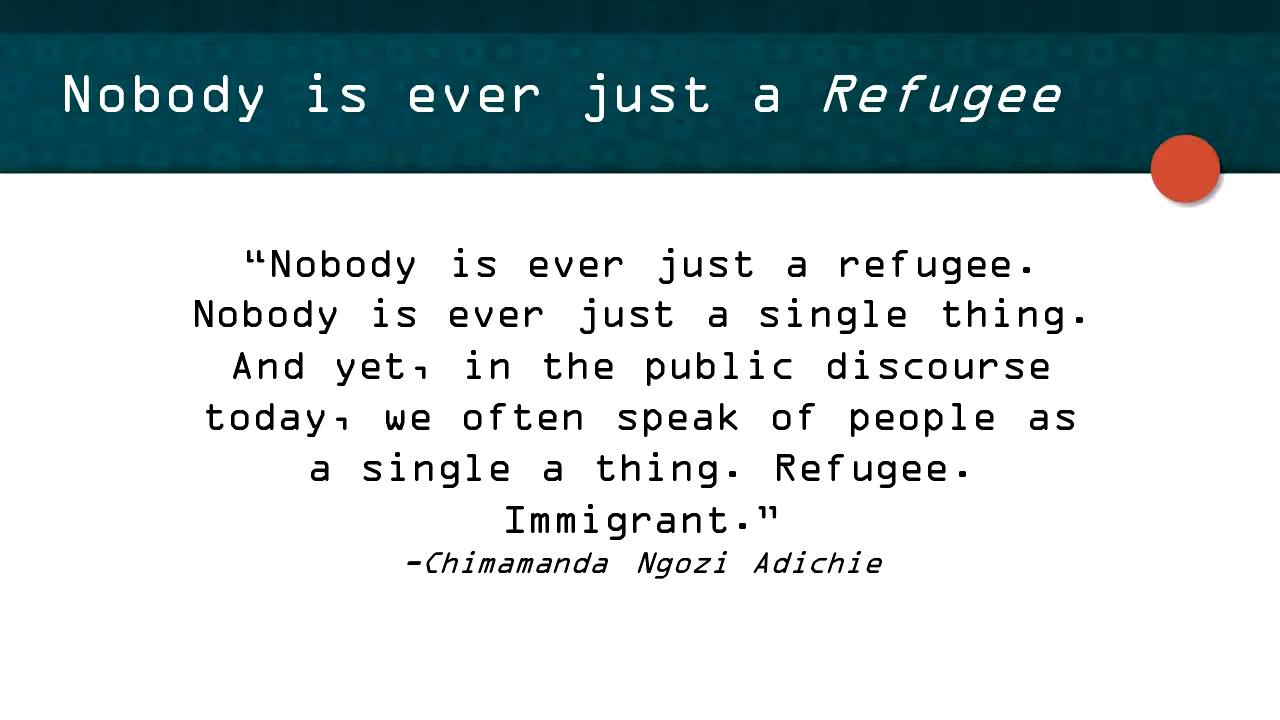 Nobody is ever just a Refugee
“Nobody is ever just a refugee.
Nobody is ever just a single thing.
And yet, in the public discourse
today, we often speak of people as
a single a thing. Refugee.
Immigrant.”
-Chimamanda Ngozi Adichie